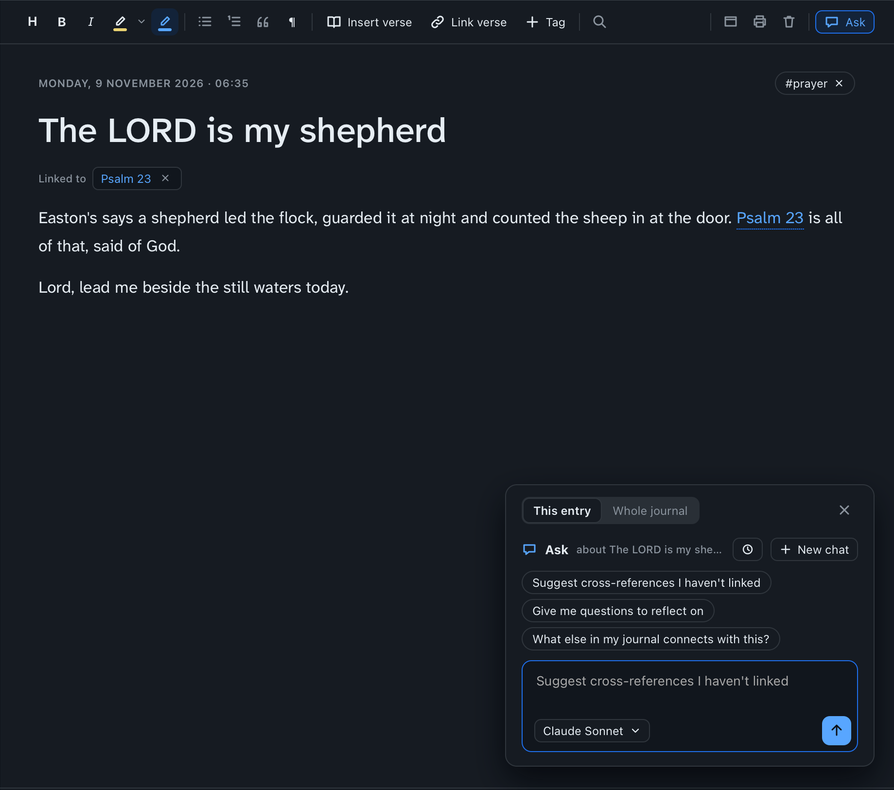 H B I ¶ Insert verse Link verse + Tag Ask
MONDAY, 9 NOVEMBER 2026 · 06:35
#prayer ×
The LORD is my shepherd
Linked to Psalm 23 ×
Easton's says a shepherd led the flock, guarded it at night and counted the sheep in at the door. Psalm 23 is all
of that, said of God.
Lord, lead me beside the still waters today.
This entry Whole journal ×
Ask about The LORD is my she... + New chat
Suggest cross-references I haven't linked
Give me questions to reflect on
What else in my journal connects with this?
Suggest cross-references I haven't linked
Claude Sonnet